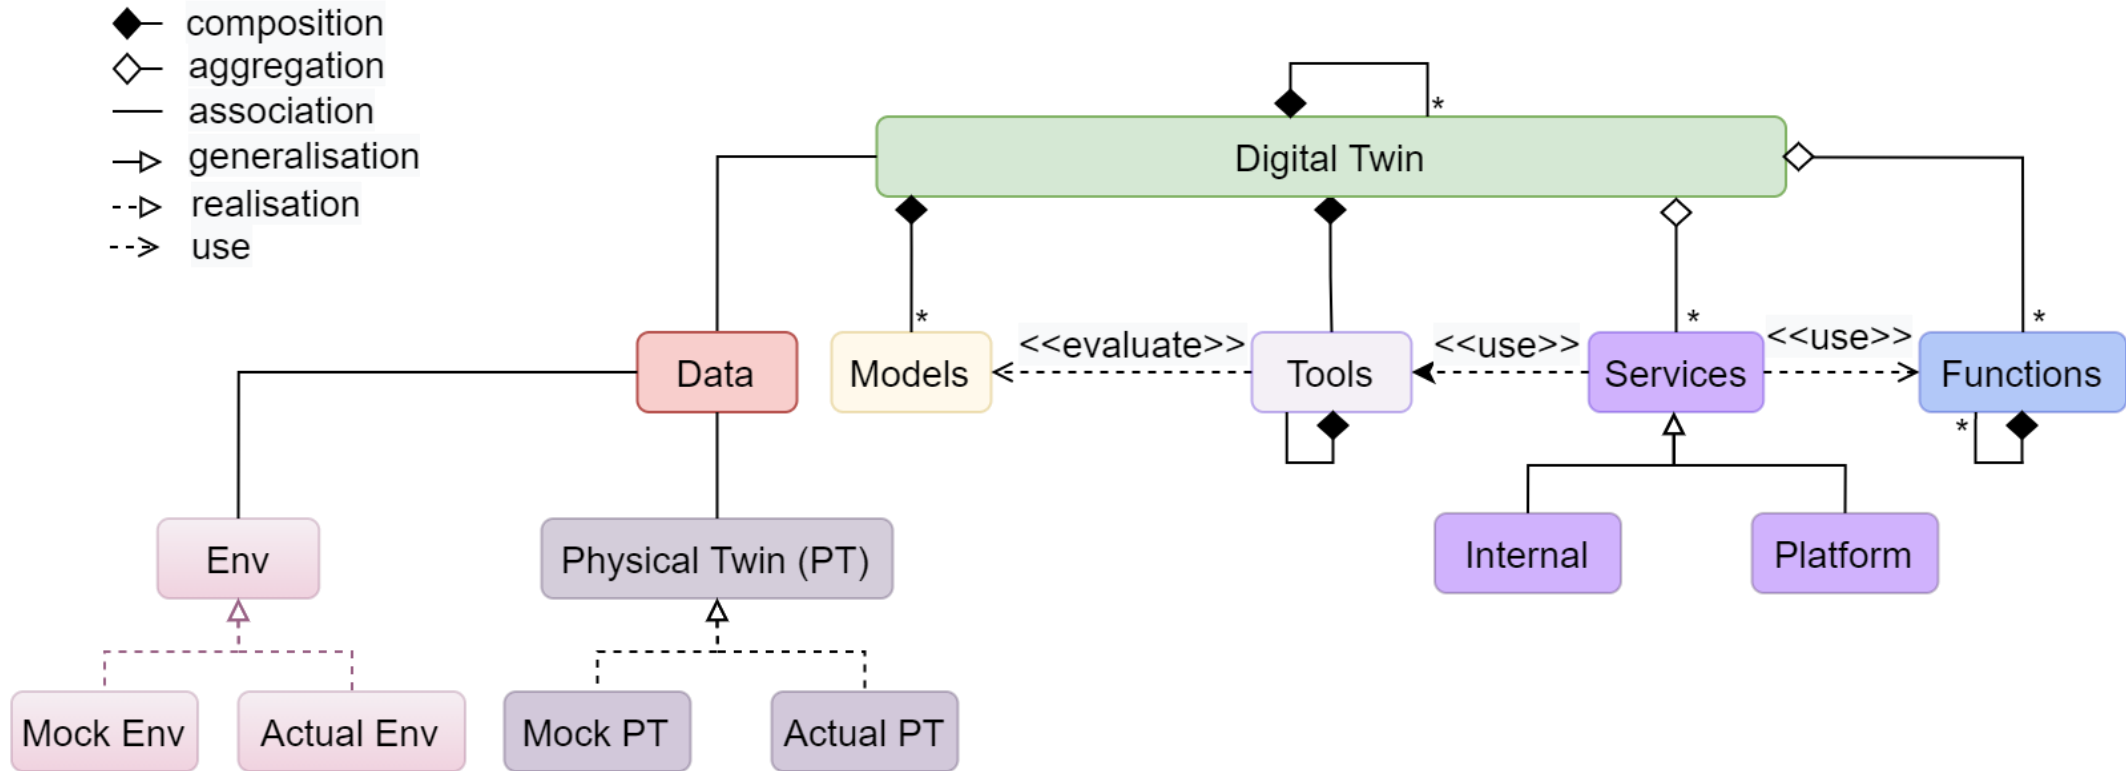 composition
aggregation
association
generalisation
realisation
use
*
Digital Twin
*
*
*
<<evaluate>>
<<use>>
<<use>>
Data
Models
Tools
Services
Functions
*
Env
Physical Twin (PT)
Internal
Platform
Mock Env
Actual Env
Mock PT
Actual PT